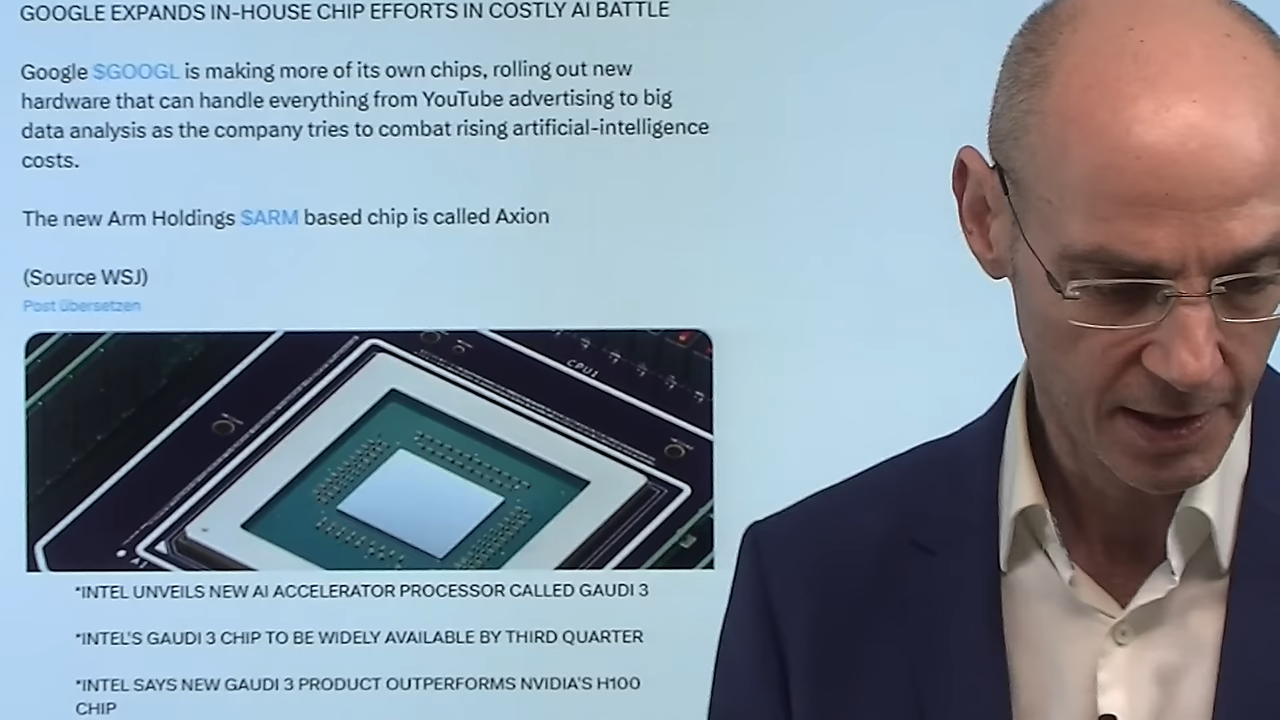 GOOGLE EXPANDS IN-HOUSE CHIP EFFORTS IN COSTLY AI BATTLE
Google $GOOGL is making more of its own chips, rolling out new
hardware that can handle everything from YouTube advertising to big
data analysis as the company tries to combat rising artificial-intelligence
costs.
The new Arm Holdings $ARM based chip is called Axion
(Source WSJ)
Post übersetzen
CPU1
A1
*INTEL UNVEILS NEW AI ACCELERATOR PROCESSOR CALLED GAUDI 3
*INTEL'S GAUDI 3 CHIP TO BE WIDELY AVAILABLE BY THIRD QUARTER
*INTEL SAYS NEW GAUDI 3 PRODUCT OUTPERFORMS NVIDIA'S H100
CHIP